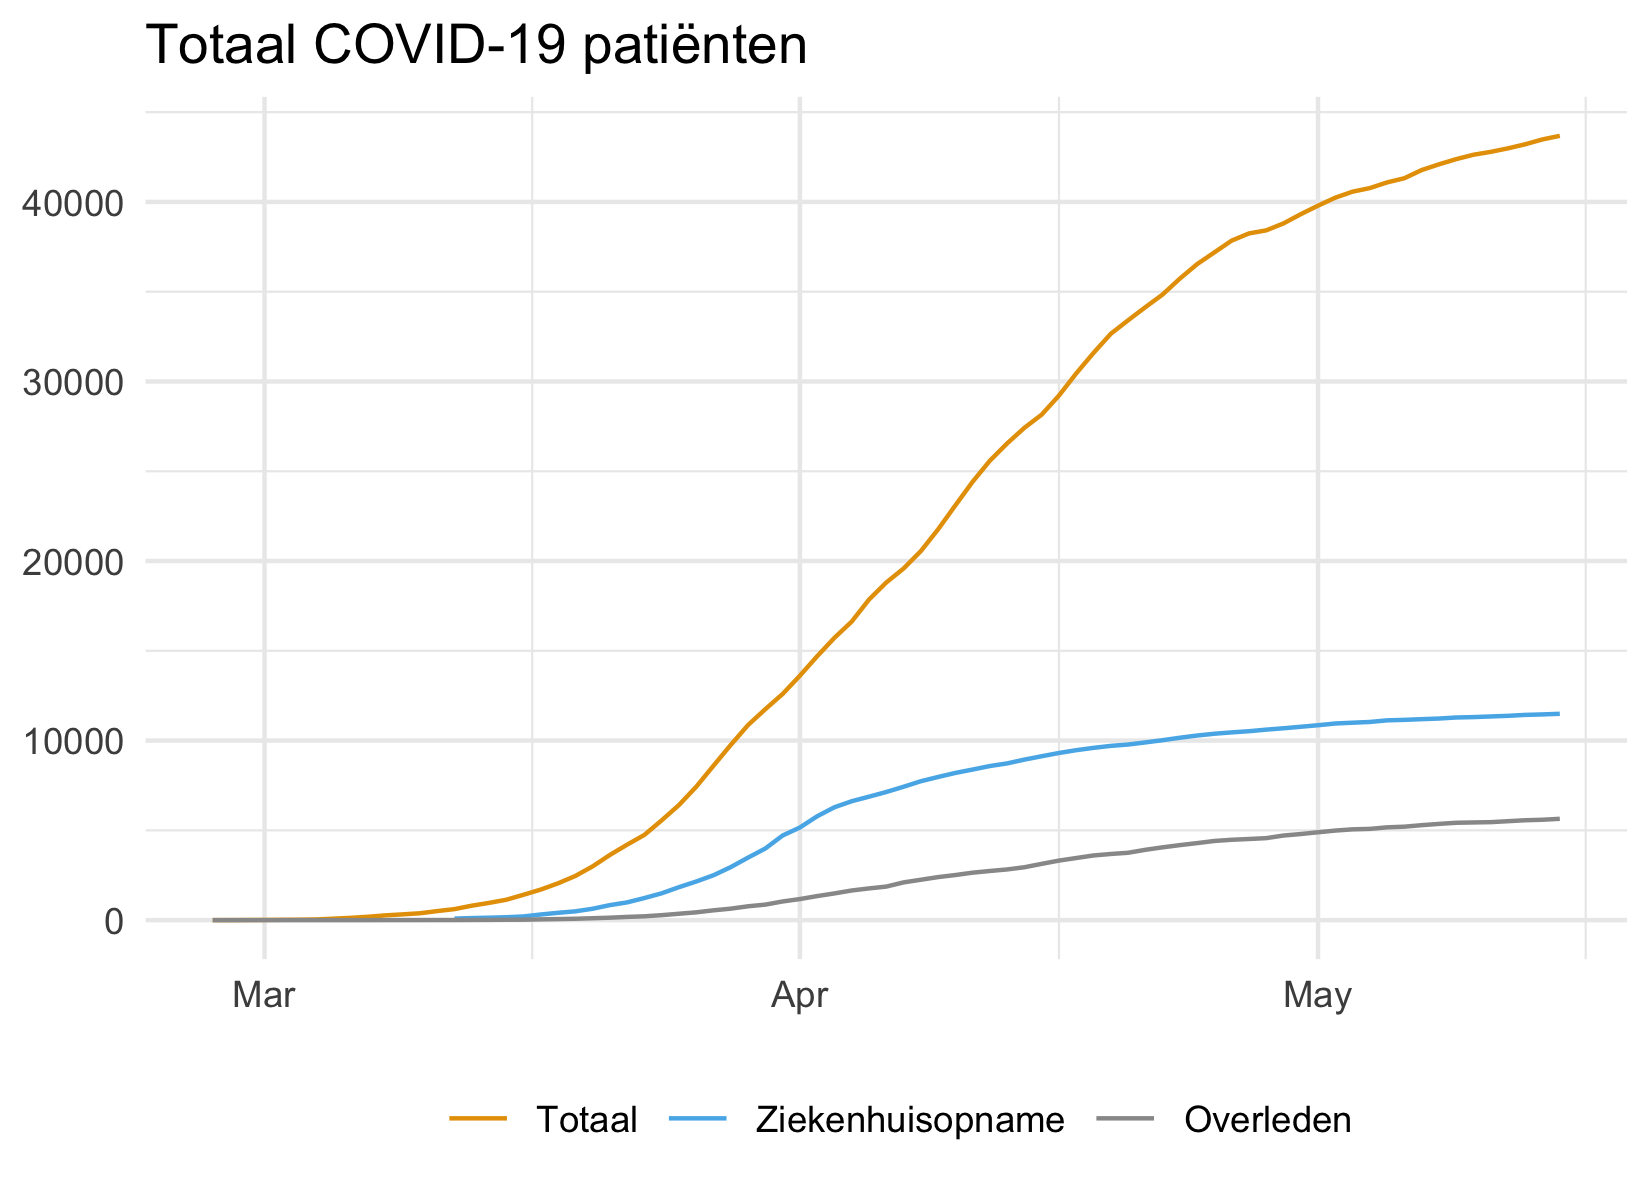 Totaal COVID-19 patiënten
40000
30000
20000
10000
0
Mar Apr May
Totaal Ziekenhuisopname Overleden